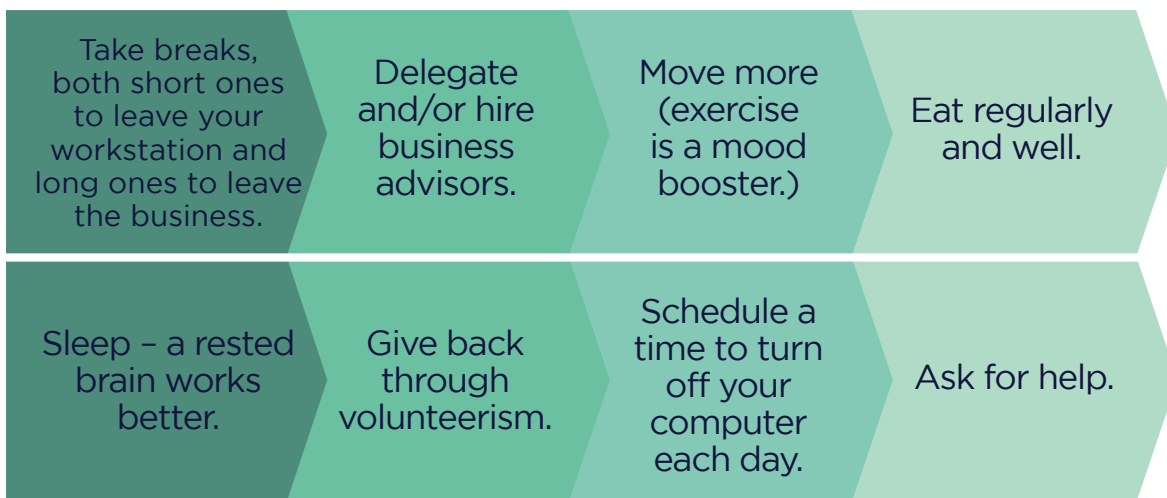 Take breaks,
both short ones
to leave your
workstation and
long ones to leave
the business.
Delegate
and/or hire
business
advisors.
Move more
(exercise
is a mood
booster.)
Eat regularly
and well.
Sleep – a rested
brain works
better.
Give back
through
volunteerism.
Schedule a
time to turn
off your
computer
each day.
Ask for help.